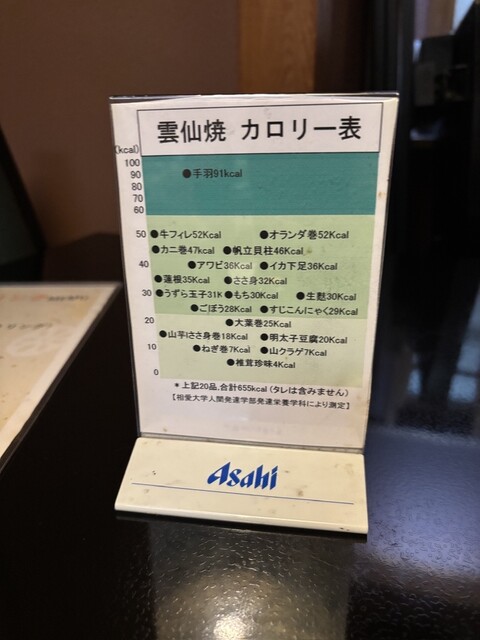 雲仙焼 カロリー表
(kcal)
100
90 ●手羽91kcal
80
70
60
50 ●牛フィレ52Kcal ●オランダ巻52Kcal
●カニ巻47kcal ●帆立貝柱46Kcal
40 ●アワビ36Kcal ●イカ下足36Kcal
●蓮根35Kcal ●ささ身32Kcal
30 ●うずら玉子31K ●もち30Kcal ●生麩30Kcal
●ごぼう28Kcal ●すじこんにゃく29Kcal
20 ●大葉巻25Kcal
●山芋ささ身巻18Kcal ●明太子豆腐20Kcal
10 ●ねぎ巻7Kcal ●山クラゲ7Kcal
●椎茸珍味4Kcal
0
＊上記20品,合計655kcal (タレは含みません)
【相愛大学人間発達学部発達栄養学科により測定】
Asahi